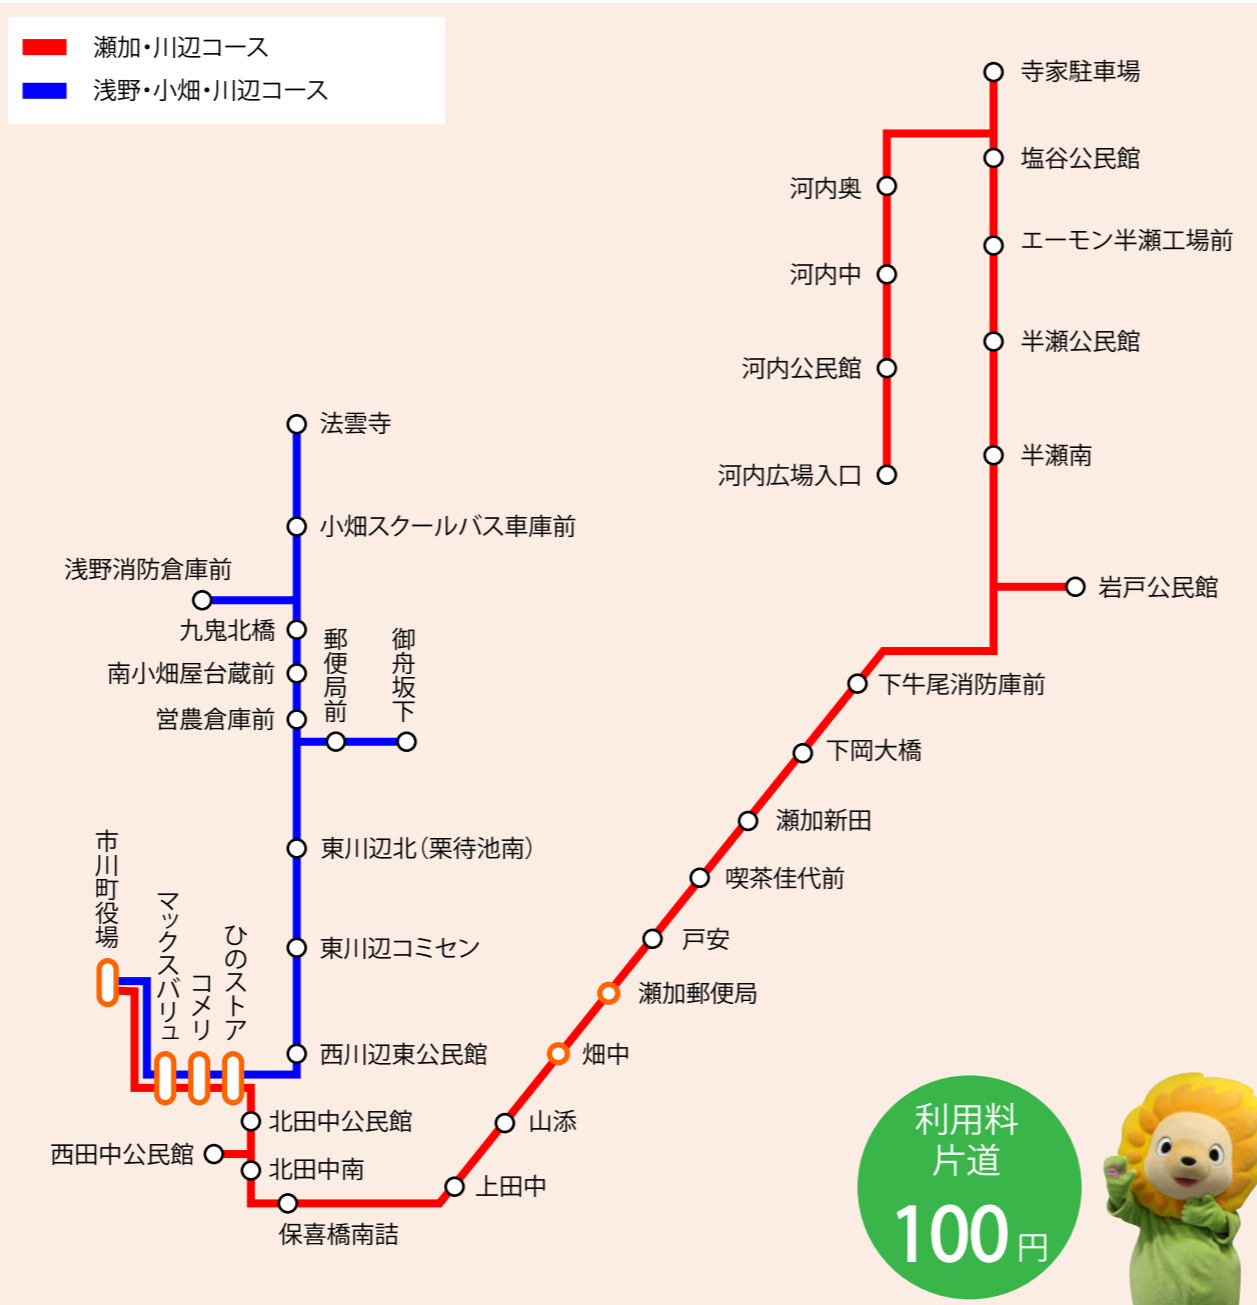 瀬加・川辺コース
浅野・小畑・川辺コース
寺家駐車場
塩谷公民館
エーモン半瀬工場前
半瀬公民館
半瀬南
岩戸公民館
河内奥
河内中
河内公民館
河内広場入口
下牛尾消防庫前
下岡大橋
瀬加新田
喫茶佳代前
戸安
瀬加郵便局
畑中
山添
上田中
保喜橋南詰
北田中南
西田中公民館
北田中公民館
法雲寺
小畑スクールバス車庫前
浅野消防倉庫前
九鬼北橋
南小畑屋台蔵前
営農倉庫前
郵便局前
御舟坂下
東川辺北（栗待池南）
東川辺コミセン
西川辺東公民館
市川町役場
マックスバリュ
コメリ
ひのストア
利用料
片道
100円